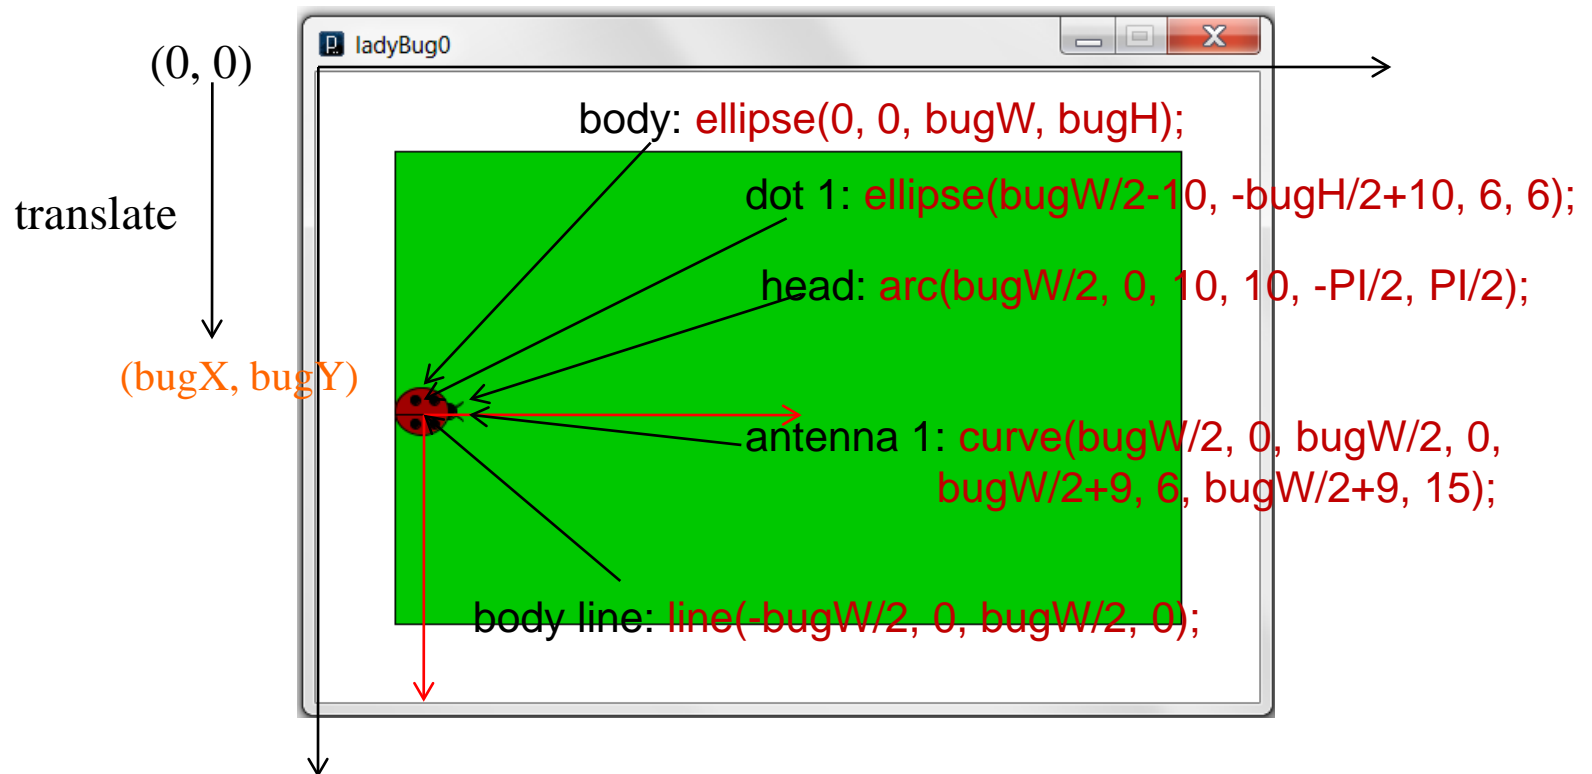 ladyBug0
(0, 0)
body: ellipse(0, 0, bugW, bugH);
dot 1: ellipse(bugW/2-10, -bugH/2+10, 6, 6);
translate
head: arc(bugW/2, 0, 10, 10, -PI/2, PI/2);
(bugX, bugY)
antenna 1: curve(bugW/2, 0, bugW/2, 0,
bugW/2+9, 6, bugW/2+9, 15);
body line: line(-bugW/2, 0, bugW/2, 0);